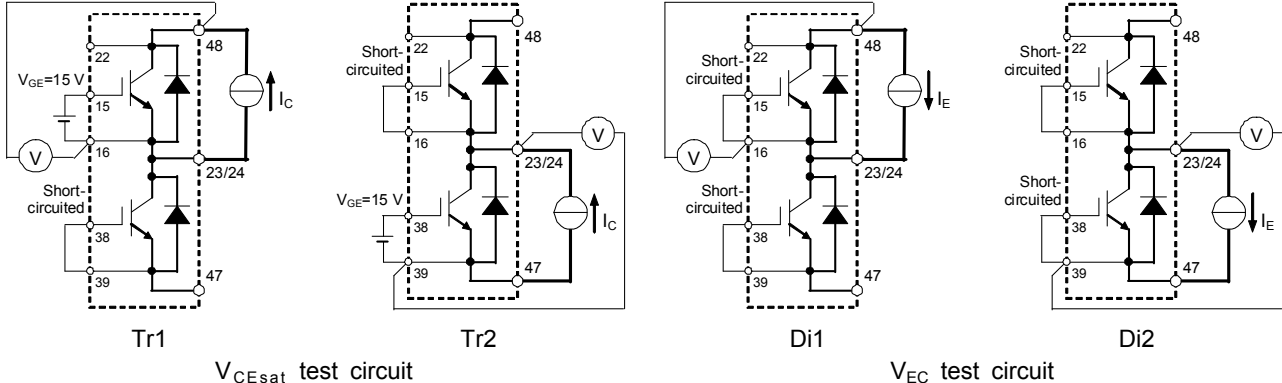 48
22
V_GE=15 V
15
16
V
I_C
23/24
Short-
circuited
38
39
47
Tr1
48
22
Short-
circuited
15
16
V
23/24
V_GE=15 V
38
39
I_C
47
Tr2
V_CEsat test circuit
48
22
Short-
circuited
15
16
V
I_E
23/24
Short-
circuited
38
39
47
Di1
48
22
Short-
circuited
15
16
V
23/24
Short-
circuited
38
39
I_E
47
Di2
V_EC test circuit